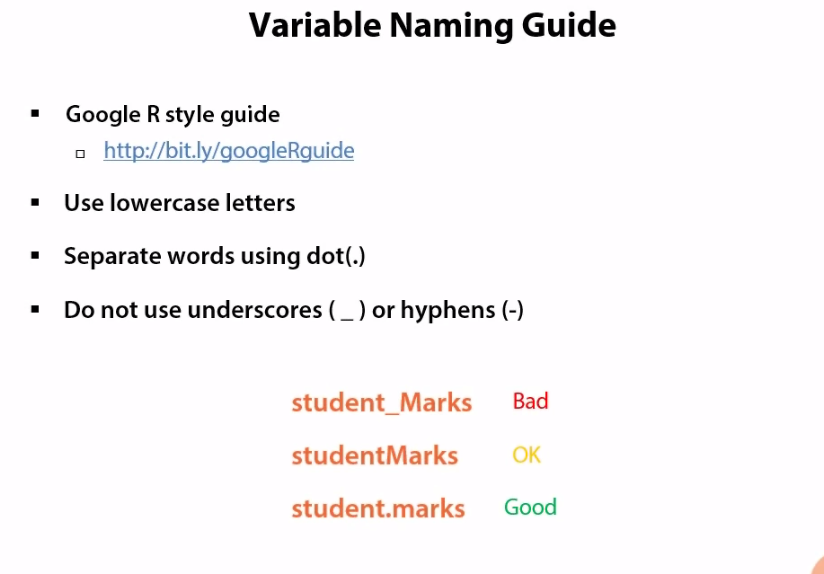 Variable Naming Guide
Google R style guide
http://bit.ly/googleRguide
Use lowercase letters
Separate words using dot(.)
Do not use underscores ( _ ) or hyphens (-)
student_Marks Bad
studentMarks OK
student.marks Good